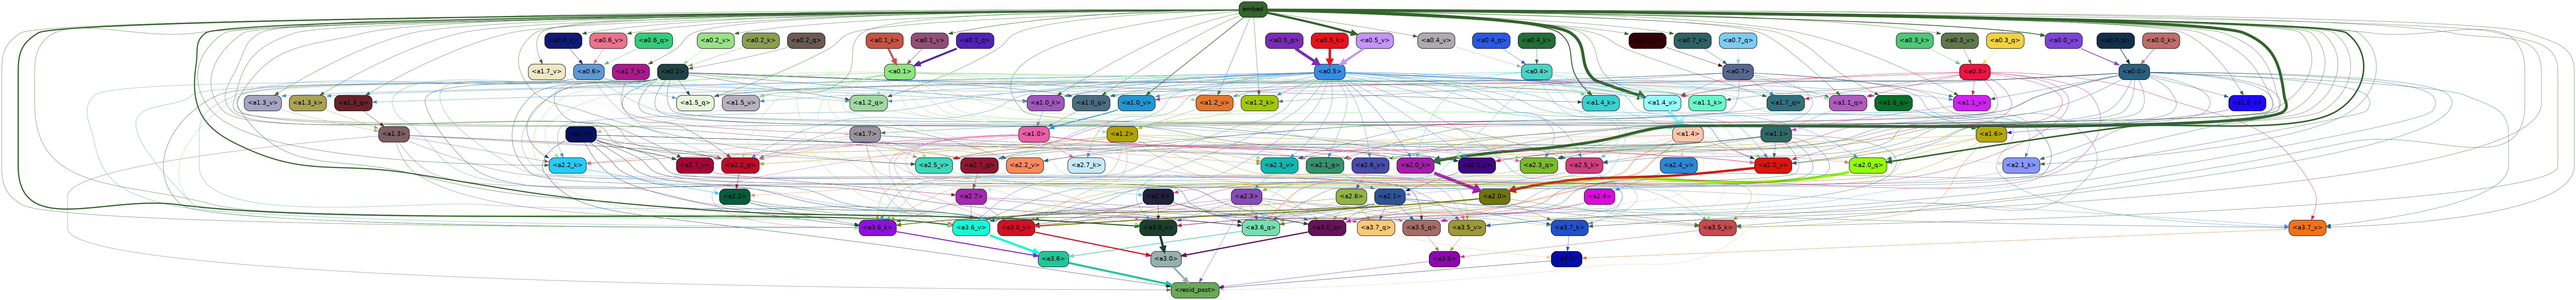 embed
<a0.6_v> <a0.6_q> <a0.2_v> <a0.2_k> <a0.2_q> <a0.1_k> <a0.1_v> <a0.1_q> <a0.5_q> <a0.5_k> <a0.5_v> <a0.4_v> <a0.4_q> <a0.4_k> <a0.7_k> <a0.7_q> <a0.3_k> <a0.3_v> <a0.3_q> <a0.0_v> <a0.0_k>
<a1.7_v> <a0.6> <a1.7_k> <a0.2> <a0.1> <a0.5> <a0.4> <a0.7> <a0.3> <a0.0>
<a1.3_v> <a1.3_k> <a1.3_q> <a1.5_q> <a1.5_v> <a1.2_q> <a1.0_k> <a1.0_q> <a1.0_v> <a1.2_v> <a1.2_k> <a1.4_k> <a1.4_v> <a1.1_k> <a1.7_q> <a1.1_q> <a1.6_q> <a1.1_v> <a1.6_v>
<a1.3> <a1.7> <a1.0> <a1.2> <a1.4> <a1.1> <a1.6>
<a2.2_k> <a2.7_v> <a2.2_q> <a2.5_v> <a2.7_q> <a2.2_v> <a2.7_k> <a2.3_v> <a2.1_q> <a2.6_v> <a2.0_k> <a2.1_v> <a2.3_q> <a2.5_k> <a2.4_v> <a2.0_v> <a2.0_q> <a2.1_k>
<a2.2> <a2.7> <a2.3> <a2.6> <a2.1> <a2.0> <a2.4>
<a3.6_k> <a3.6_v> <a3.0_k> <a3.0_v> <a3.6_q> <a3.0_q> <a3.7_q> <a3.5_q> <a3.5_v> <a3.7_k> <a3.5_k> <a3.7_v>
<a3.6> <a3.0> <a3.5> <a3.7>
<resid_post>